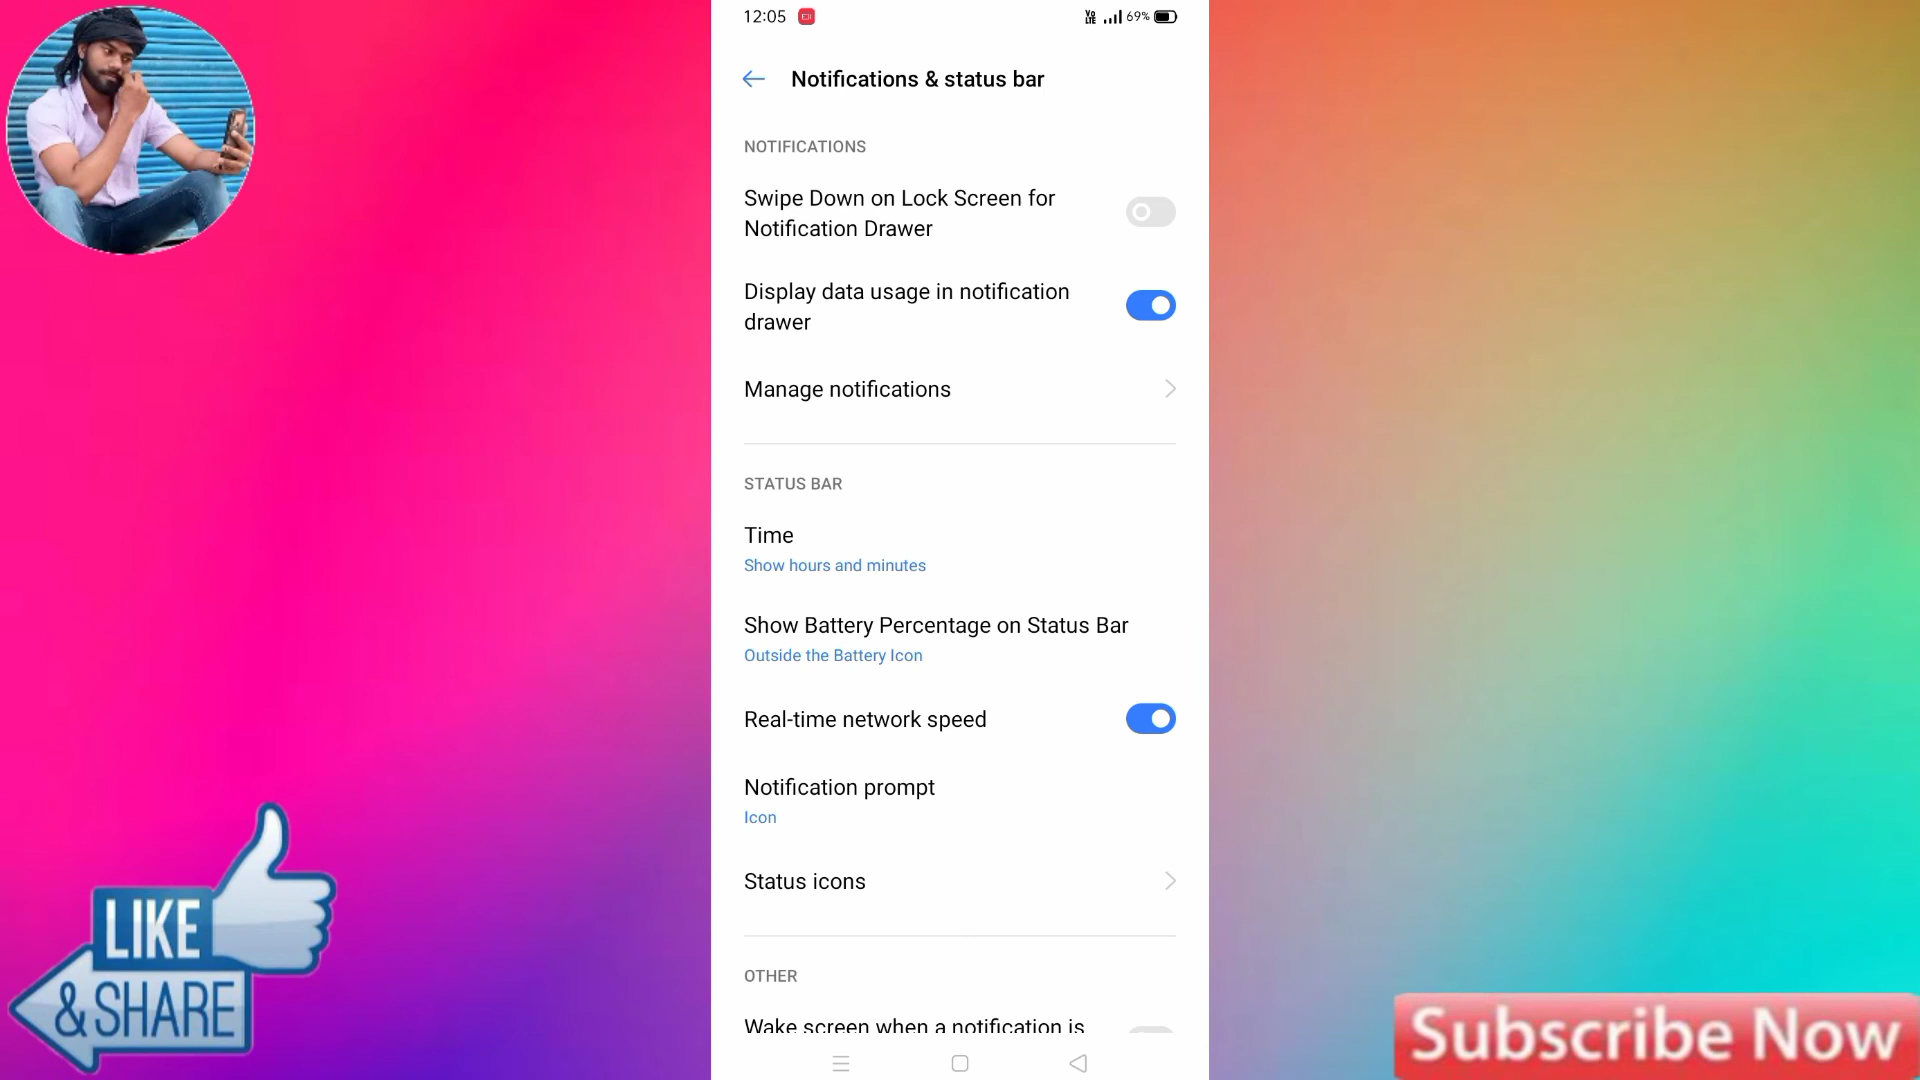 12:05
Vo LTE 69%
Notifications & status bar
NOTIFICATIONS
Swipe Down on Lock Screen for
Notification Drawer
Display data usage in notification
drawer
Manage notifications
STATUS BAR
Time
Show hours and minutes
Show Battery Percentage on Status Bar
Outside the Battery Icon
Real-time network speed
Notification prompt
Icon
Status icons
OTHER
Wake screen when a notification is
LIKE
& SHARE
Subscribe Now